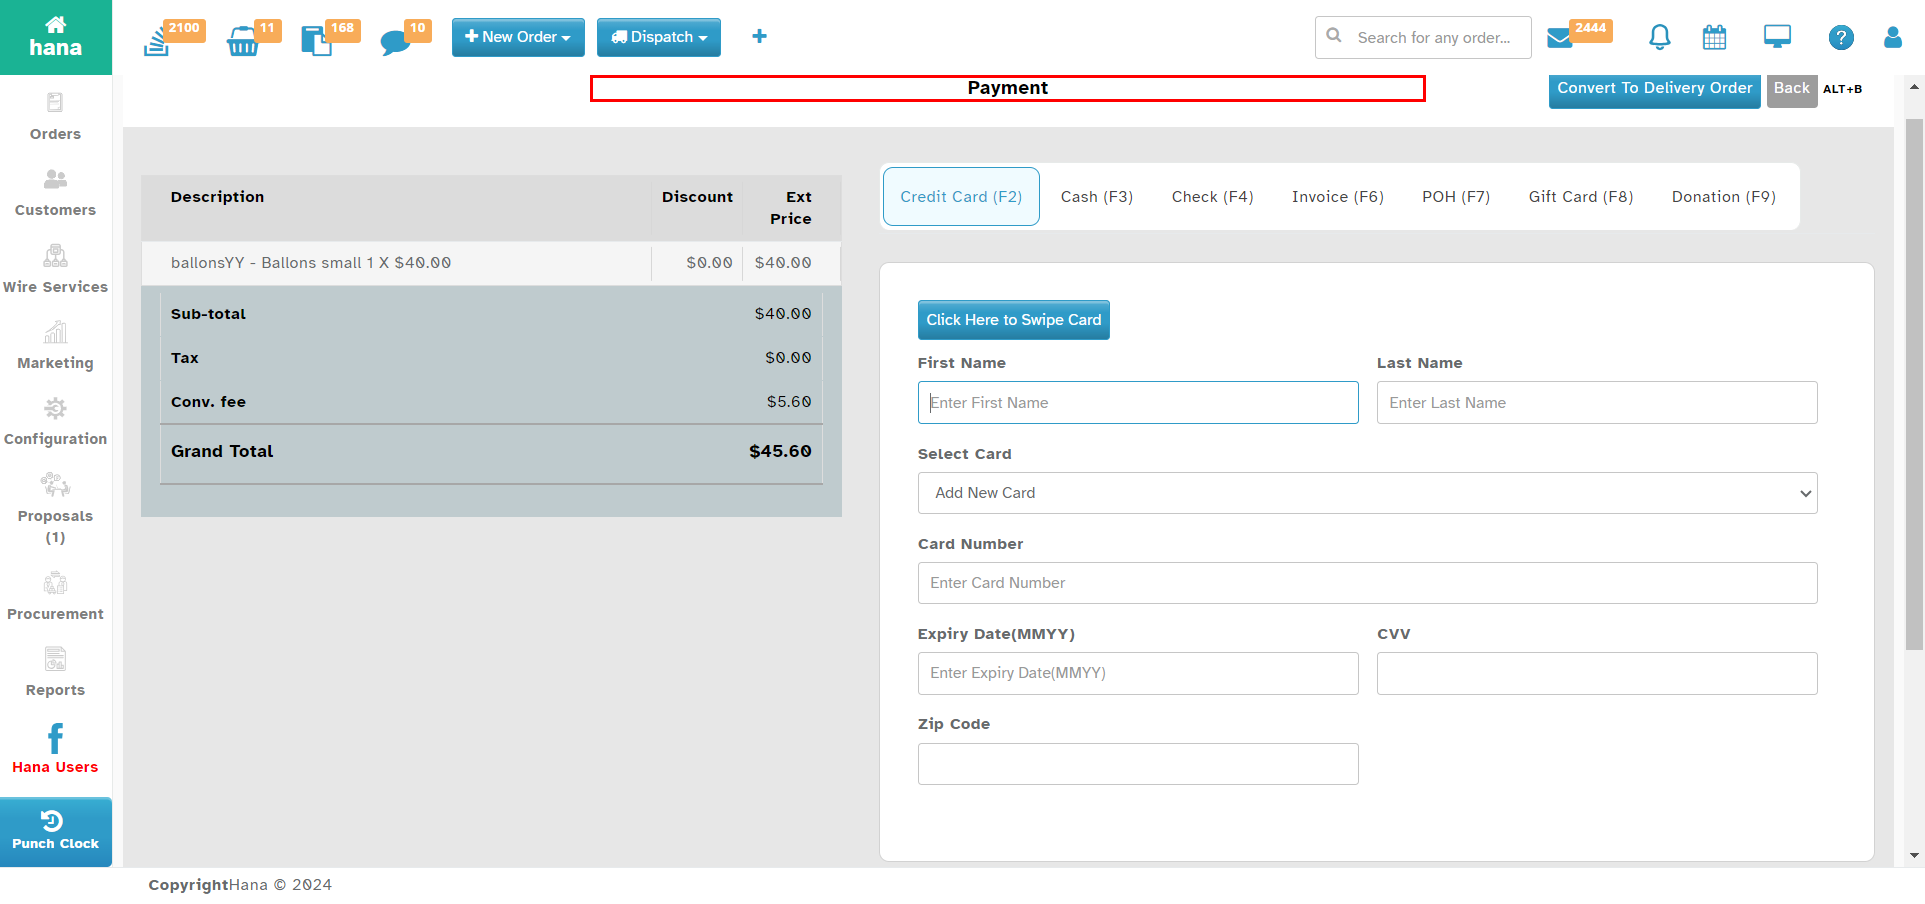 hana
2100
11
168
10
New Order
Dispatch
Search for any order...
2444
?
Payment
Convert To Delivery Order
Back
ALT+B
Orders
Customers
Wire Services
Marketing
Configuration
Proposals
(1)
Procurement
Reports
Hana Users
Punch Clock
Description Discount Ext
Price
ballonsYY - Ballons small 1 X $40.00 $0.00 $40.00
Sub-total $40.00
Tax $0.00
Conv. fee $5.60
Grand Total $45.60
Credit Card (F2) Cash (F3) Check (F4) Invoice (F6) POH (F7) Gift Card (F8) Donation (F9)
Click Here to Swipe Card
First Name Last Name
Enter First Name Enter Last Name
Select Card
Add New Card
Card Number
Enter Card Number
Expiry Date(MMYY) CVV
Enter Expiry Date(MMYY)
Zip Code
CopyrightHana © 2024